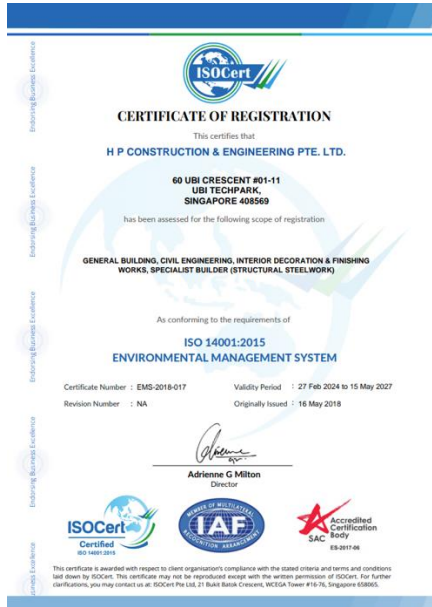 ISOCert
CERTIFICATE OF REGISTRATION
This certifies that
H P CONSTRUCTION & ENGINEERING PTE. LTD.
60 UBI CRESCENT #01-11
UBI TECHPARK,
SINGAPORE 408569
has been assessed for the following scope of registration
GENERAL BUILDING, CIVIL ENGINEERING, INTERIOR DECORATION & FINISHING
WORKS, SPECIALIST BUILDER (STRUCTURAL STEELWORK)
As conforming to the requirements of
ISO 14001:2015
ENVIRONMENTAL MANAGEMENT SYSTEM
Certificate Number : EMS-2018-017 Validity Period : 27 Feb 2024 to 15 May 2027
Revision Number : NA Originally Issued : 16 May 2018
Adrienne G Milton
Director
ISOCert
Certified
ISO 14001:2015
MEMBER OF MULTILATERAL
IAF
RECOGNITION ARRANGEMENT
SAC
Accredited
Certification
Body
ES-2017-06
This certificate is awarded with respect to client organisation's compliance with the stated criteria and terms and conditions
laid down by ISOCert. This certificate may not be reproduced except with the written permission of ISOCert. For further
clarifications, you may contact us at: ISOCert Pte Ltd, 21 Bukit Batok Crescent, WCEGA Tower #16-76, Singapore 658065.
Endorsing Business Excellence
Endorsing Business Excellence
Endorsing Business Excellence
Endorsing Business Excellence
Endorsing Business Excellence
Business Excellence